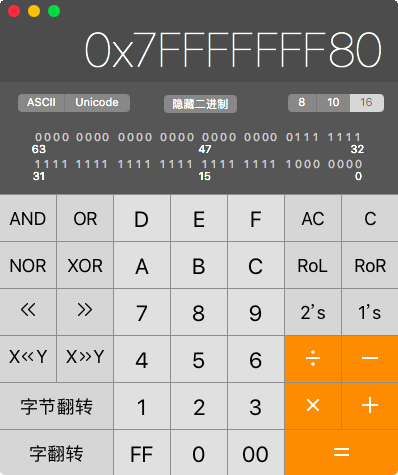 0x7FFFFFFF80
ASCII Unicode 隐藏二进制 8 10 16
0000 0000 0000 0000 0000 0000 0111 1111
63 47 32
1111 1111 1111 1111 1111 1111 1000 0000
31 15 0
AND OR D E F AC C
NOR XOR A B C RoL RoR
« » 7 8 9 2's 1's
X«Y X»Y 4 5 6 ÷ −
字节翻转 1 2 3 × +
字翻转 FF 0 00 =